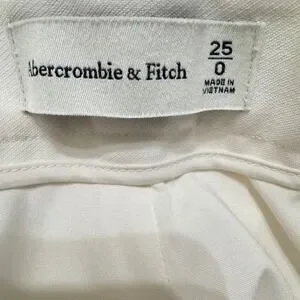 Abercrombie & Fitch
25
0
MADE IN
VIETNAM